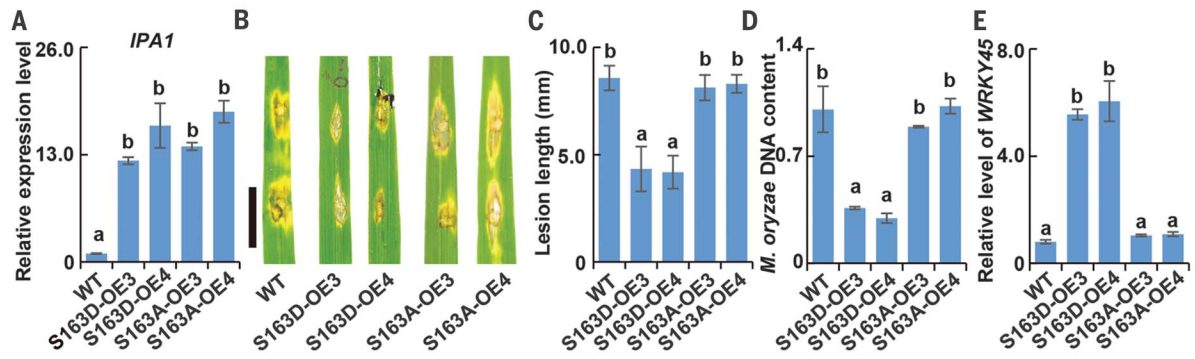 A
B
C
D
E
IPA1
Relative expression level
26.0
13.0
0
a
b
b
b
b
WT
S163D-OE3
S163D-OE4
S163A-OE3
S163A-OE4
WT
S163D-OE3
S163D-OE4
S163A-OE3
S163A-OE4
Lesion length (mm)
10.0
5.0
0
b
a
a
b
b
WT
S163D-OE3
S163D-OE4
S163A-OE3
S163A-OE4
M. oryzae DNA content
1.4
0.7
0
b
a
a
b
b
WT
S163D-OE3
S163D-OE4
S163A-OE3
S163A-OE4
Relative level of WRKY45
8.0
4.0
0
a
b
b
a
a
WT
S163D-OE3
S163D-OE4
S163A-OE3
S163A-OE4